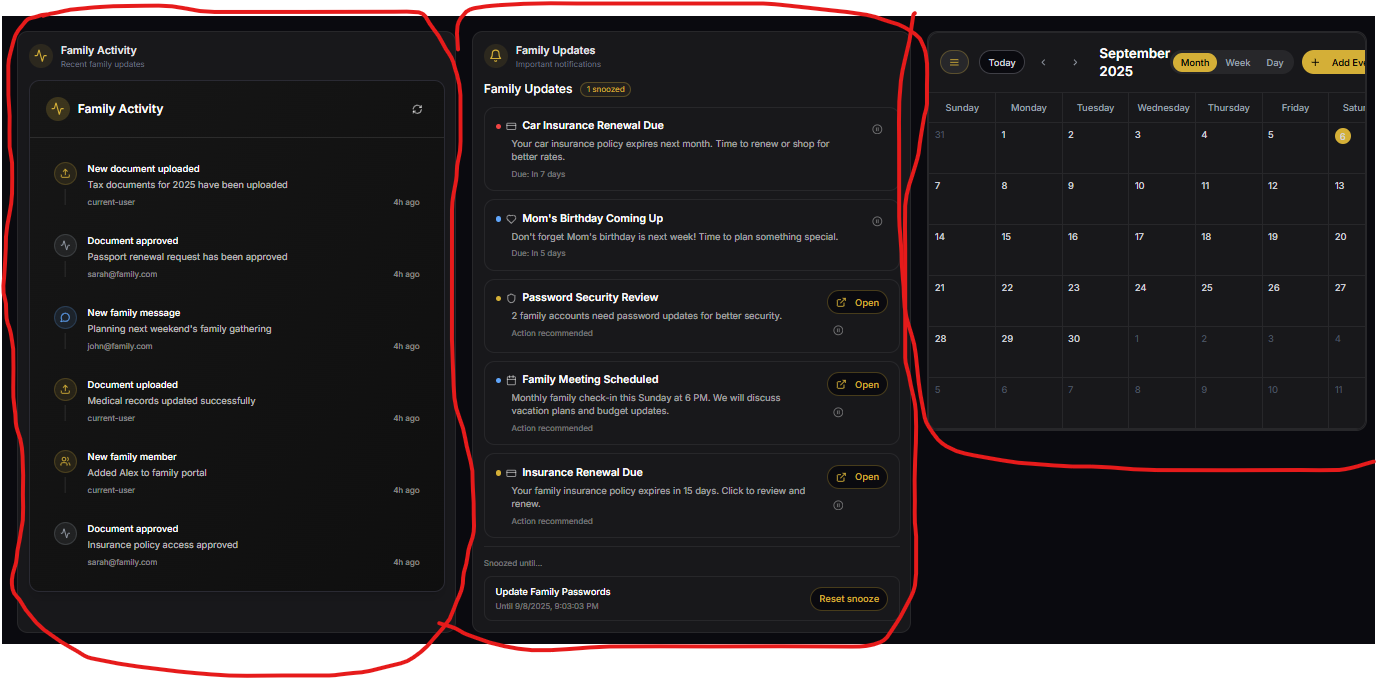 Family Activity
Recent family updates
Family Activity
New document uploaded
Tax documents for 2025 have been uploaded
current-user
4h ago
Document approved
Passport renewal request has been approved
sarah@family.com
4h ago
New family message
Planning next weekend's family gathering
john@family.com
4h ago
Document uploaded
Medical records updated successfully
current-user
4h ago
New family member
Added Alex to family portal
current-user
4h ago
Document approved
Insurance policy access approved
sarah@family.com
4h ago
Family Updates
Important notifications
Family Updates 1 snoozed
Car Insurance Renewal Due
Your car insurance policy expires next month. Time to renew or shop for
better rates.
Due: In 7 days
Mom's Birthday Coming Up
Don't forget Mom's birthday is next week! Time to plan something special.
Due: In 5 days
Password Security Review
Open
2 family accounts need password updates for better security.
Action recommended
Family Meeting Scheduled
Open
Monthly family check-in this Sunday at 6 PM. We will discuss
vacation plans and budget updates.
Action recommended
Insurance Renewal Due
Open
Your family insurance policy expires in 15 days. Click to review and
renew.
Action recommended
Snoozed until...
Update Family Passwords
Until 9/8/2025, 9:03:03 PM
Reset snooze
Today
September
2025
Month Week Day
+ Add Eve
Sunday Monday Tuesday Wednesday Thursday Friday Satur
31 1 2 3 4 5 6
7 8 9 10 11 12 13
14 15 16 17 18 19 20
21 22 23 24 25 26 27
28 29 30 1 2 3 4
5 6 7 8 9 10 11